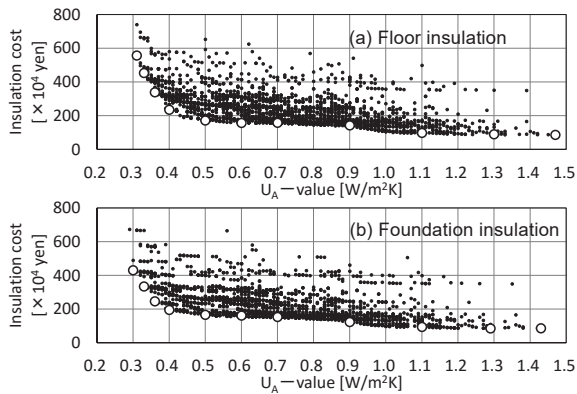 Insulation cost
[×10⁴ yen]
800
600
400
200
0
(a) Floor insulation
0.2 0.3 0.4 0.5 0.6 0.7 0.8 0.9 1.0 1.1 1.2 1.3 1.4 1.5
U_A－value [W/m²K]
Insulation cost
[×10⁴ yen]
800
600
400
200
0
(b) Foundation insulation
0.2 0.3 0.4 0.5 0.6 0.7 0.8 0.9 1.0 1.1 1.2 1.3 1.4 1.5
U_A－value [W/m²K]